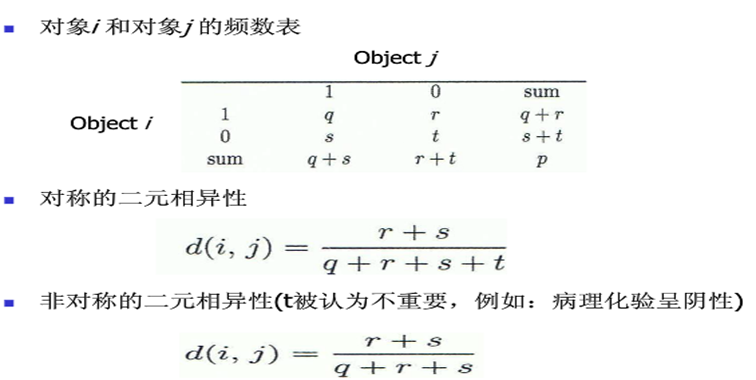 对象i 和对象j 的频数表
Object j
1 0 sum
Object i
1 q r q + r
0 s t s + t
sum q + s r + t p
对称的二元相异性
d(i, j) = \frac{r + s}{q + r + s + t}
非对称的二元相异性(t被认为不重要，例如：病理化验呈阴性)
d(i, j) = \frac{r + s}{q + r + s}